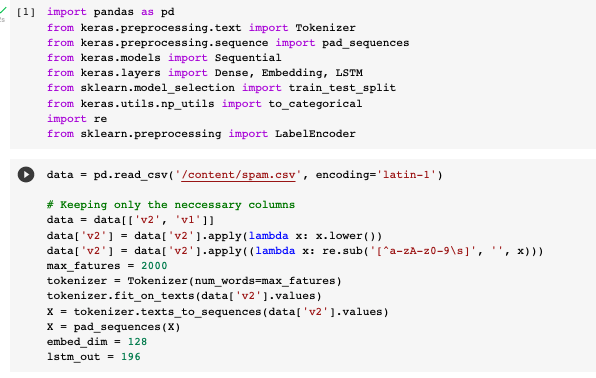 [1] import pandas as pd
from keras.preprocessing.text import Tokenizer
from keras.preprocessing.sequence import pad_sequences
from keras.models import Sequential
from keras.layers import Dense, Embedding, LSTM
from sklearn.model_selection import train_test_split
from keras.utils.np_utils import to_categorical
import re
from sklearn.preprocessing import LabelEncoder
data = pd.read_csv('/content/spam.csv', encoding='latin-1')
# Keeping only the neccessary columns
data = data[['v2', 'v1']]
data['v2'] = data['v2'].apply(lambda x: x.lower())
data['v2'] = data['v2'].apply((lambda x: re.sub('[^a-zA-z0-9\s]', '', x)))
max_fatures = 2000
tokenizer = Tokenizer(num_words=max_fatures)
tokenizer.fit_on_texts(data['v2'].values)
X = tokenizer.texts_to_sequences(data['v2'].values)
X = pad_sequences(X)
embed_dim = 128
lstm_out = 196